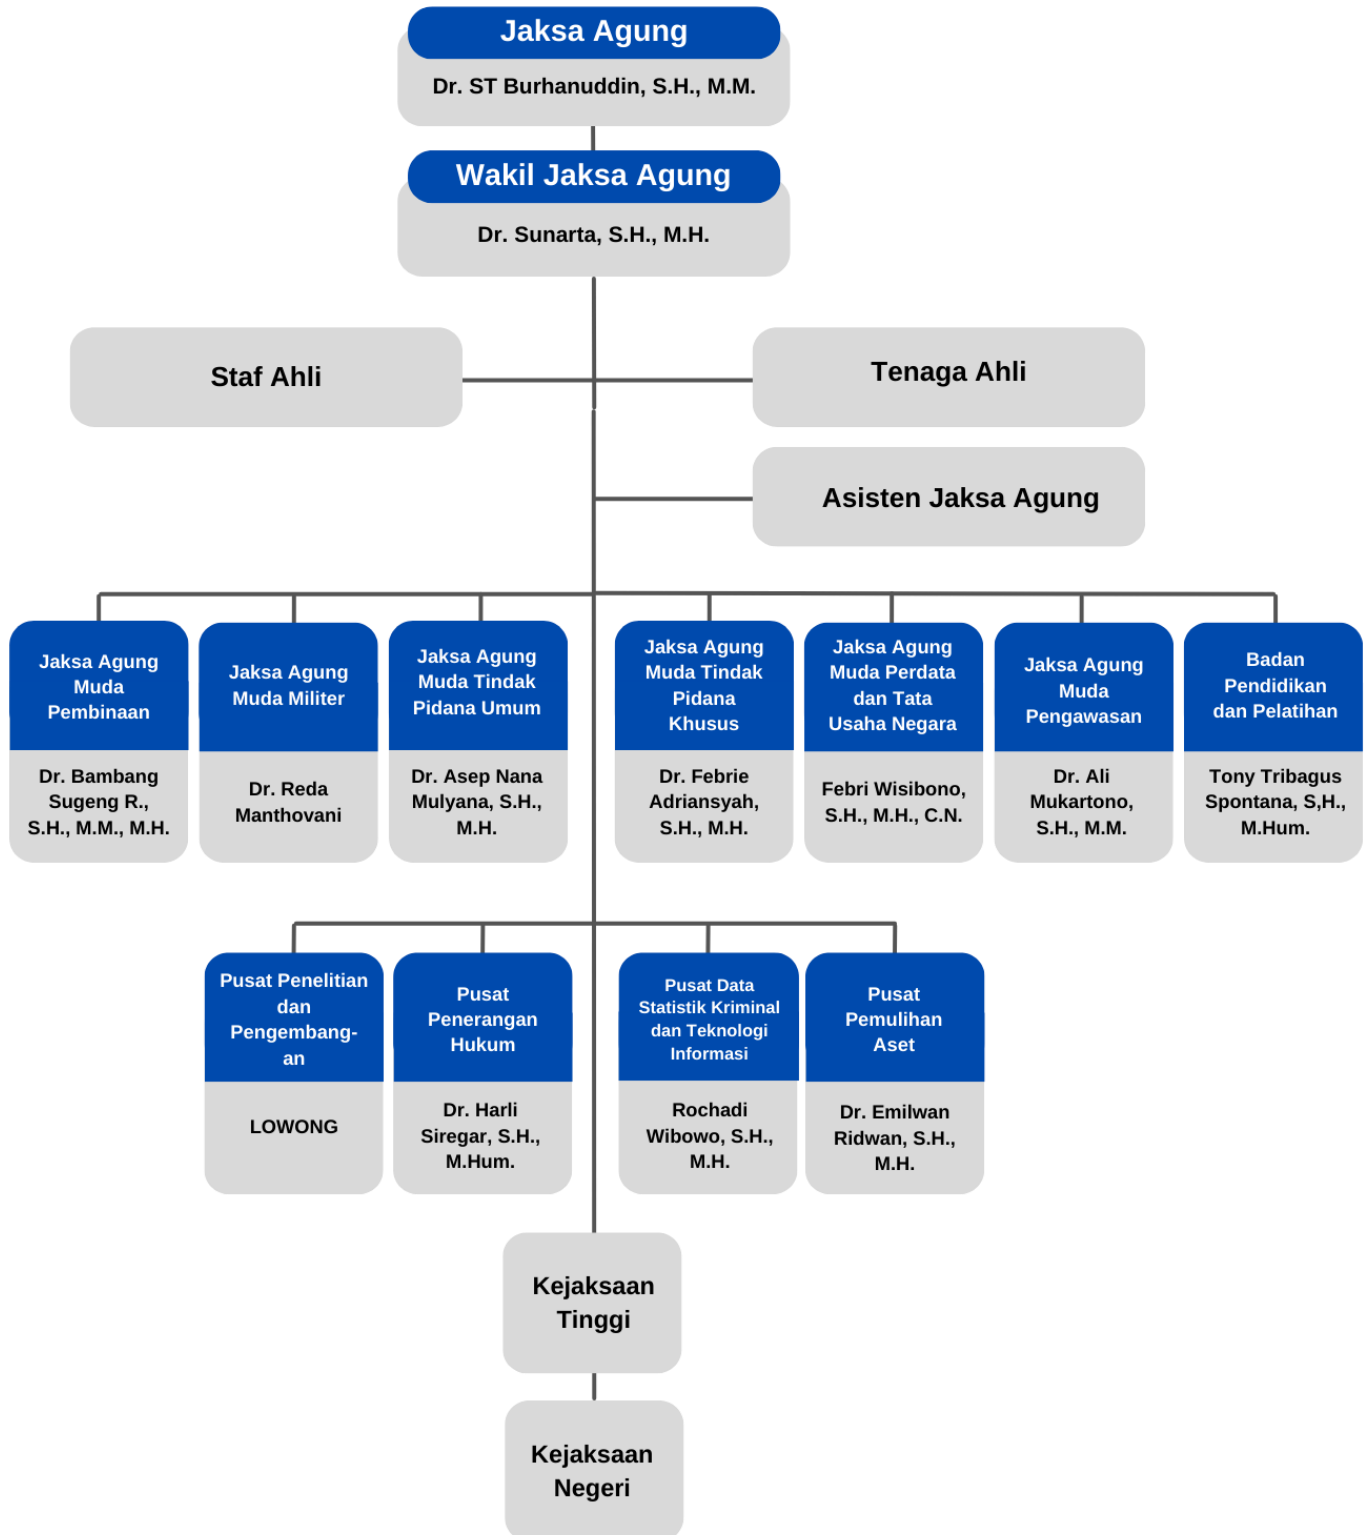 Jaksa Agung
Dr. ST Burhanuddin, S.H., M.M.
Wakil Jaksa Agung
Dr. Sunarta, S.H., M.H.
Staf Ahli
Tenaga Ahli
Asisten Jaksa Agung
Jaksa Agung
Muda
Pembinaan
Dr. Bambang
Sugeng R.,
S.H., M.M., M.H.
Jaksa Agung
Muda Militer
Dr. Reda
Manthovani
Jaksa Agung
Muda Tindak
Pidana Umum
Dr. Asep Nana
Mulyana, S.H.,
M.H.
Jaksa Agung
Muda Tindak
Pidana
Khusus
Dr. Febrie
Adriansyah,
S.H., M.H.
Jaksa Agung
Muda Perdata
dan Tata
Usaha Negara
Febri Wisibono,
S.H., M.H., C.N.
Jaksa Agung
Muda
Pengawasan
Dr. Ali
Mukartono,
S.H., M.M.
Badan
Pendidikan
dan Pelatihan
Tony Tribagus
Spontana, S,H.,
M.Hum.
Pusat Penelitian
dan
Pengembang-
an
LOWONG
Pusat
Penerangan
Hukum
Dr. Harli
Siregar, S.H.,
M.Hum.
Pusat Data
Statistik Kriminal
dan Teknologi
Informasi
Rochadi
Wibowo, S.H.,
M.H.
Pusat
Pemulihan
Aset
Dr. Emilwan
Ridwan, S.H.,
M.H.
Kejaksaan
Tinggi
Kejaksaan
Negeri